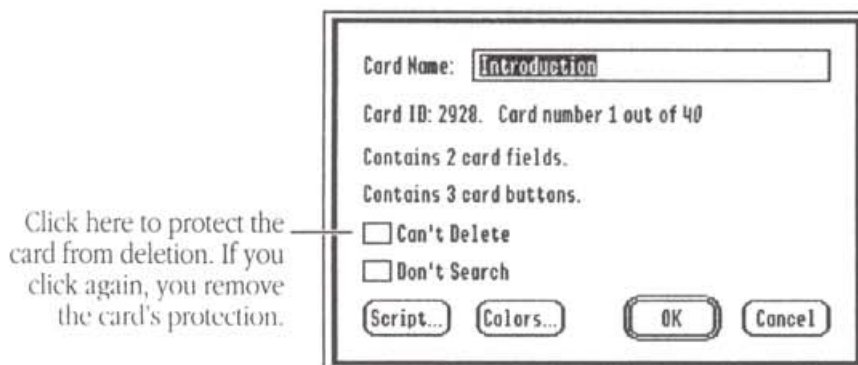 Card Name: Introduction
Card ID: 2928. Card number 1 out of 40
Contains 2 card fields.
Contains 3 card buttons.
Click here to protect the
card from deletion. If you
click again, you remove
the card's protection.
Can't Delete
Don't Search
Script... Colors... OK Cancel